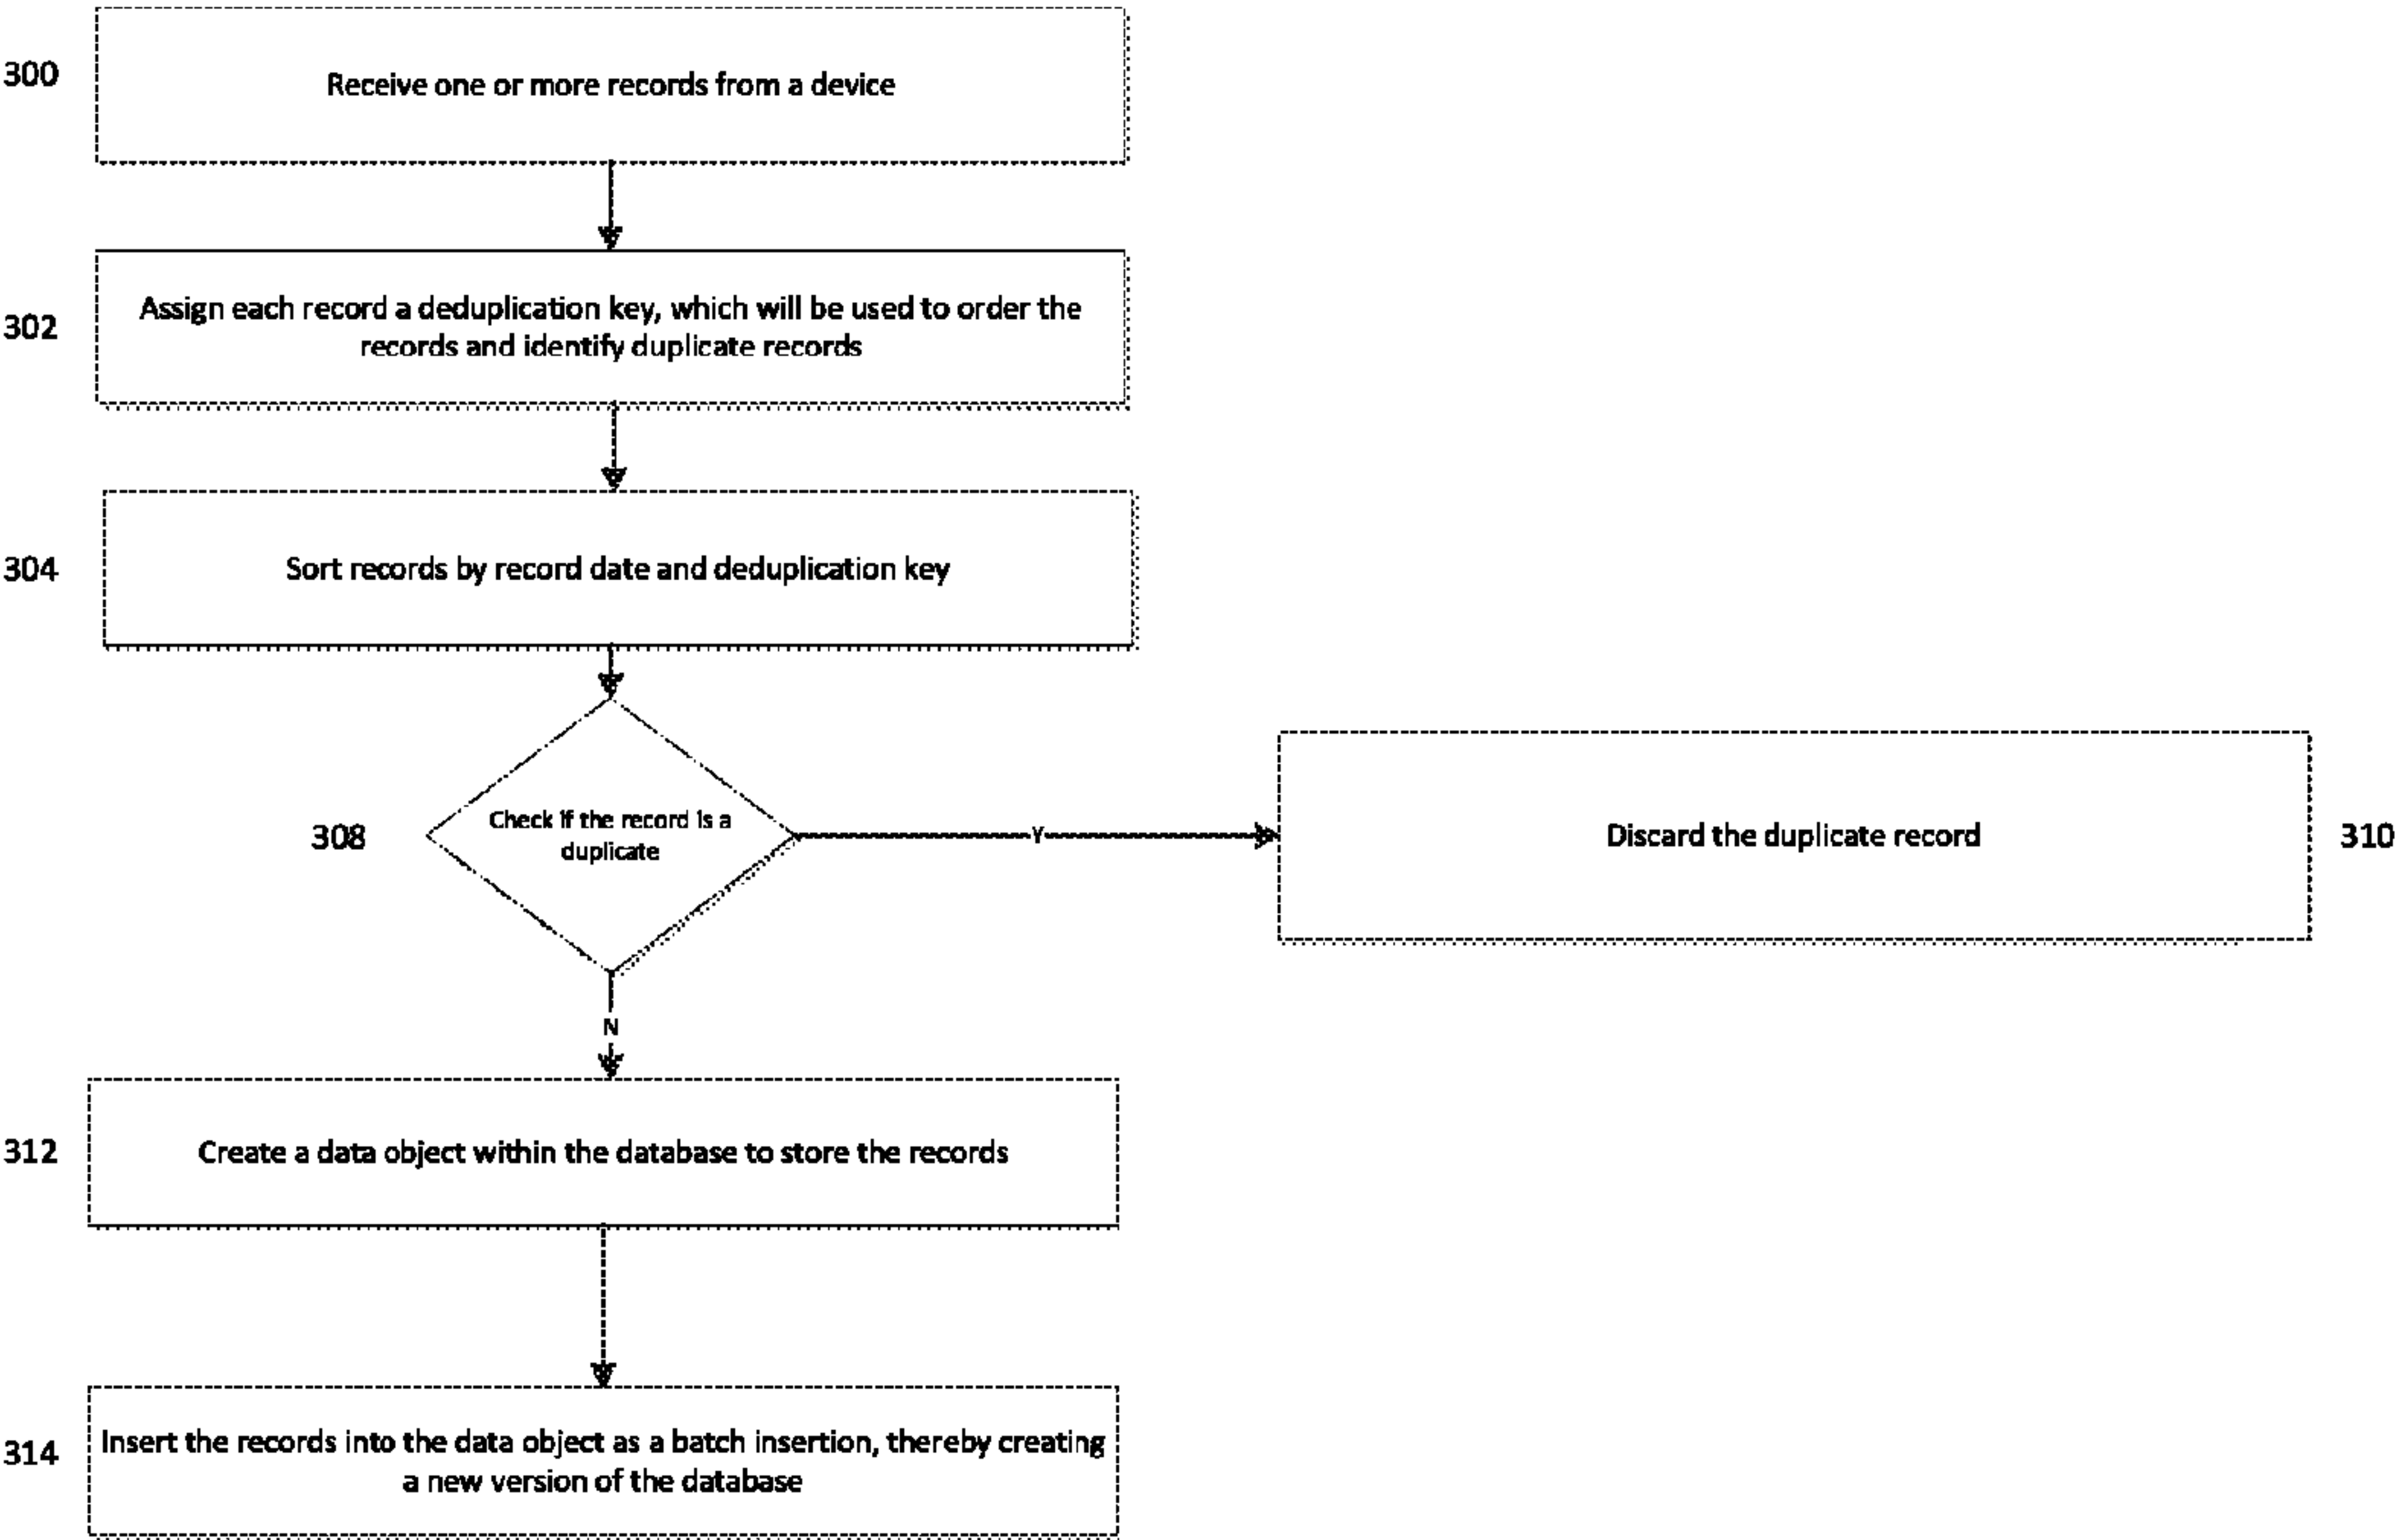 300
Receive one or more records from a device
302
Assign each record a deduplication key, which will be used to order the
records and identify duplicate records
304
Sort records by record date and deduplication key
308
Check if the record is a
duplicate
Y
Discard the duplicate record
310
N
312
Create a data object within the database to store the records
314
Insert the records into the data object as a batch insertion, thereby creating
a new version of the database